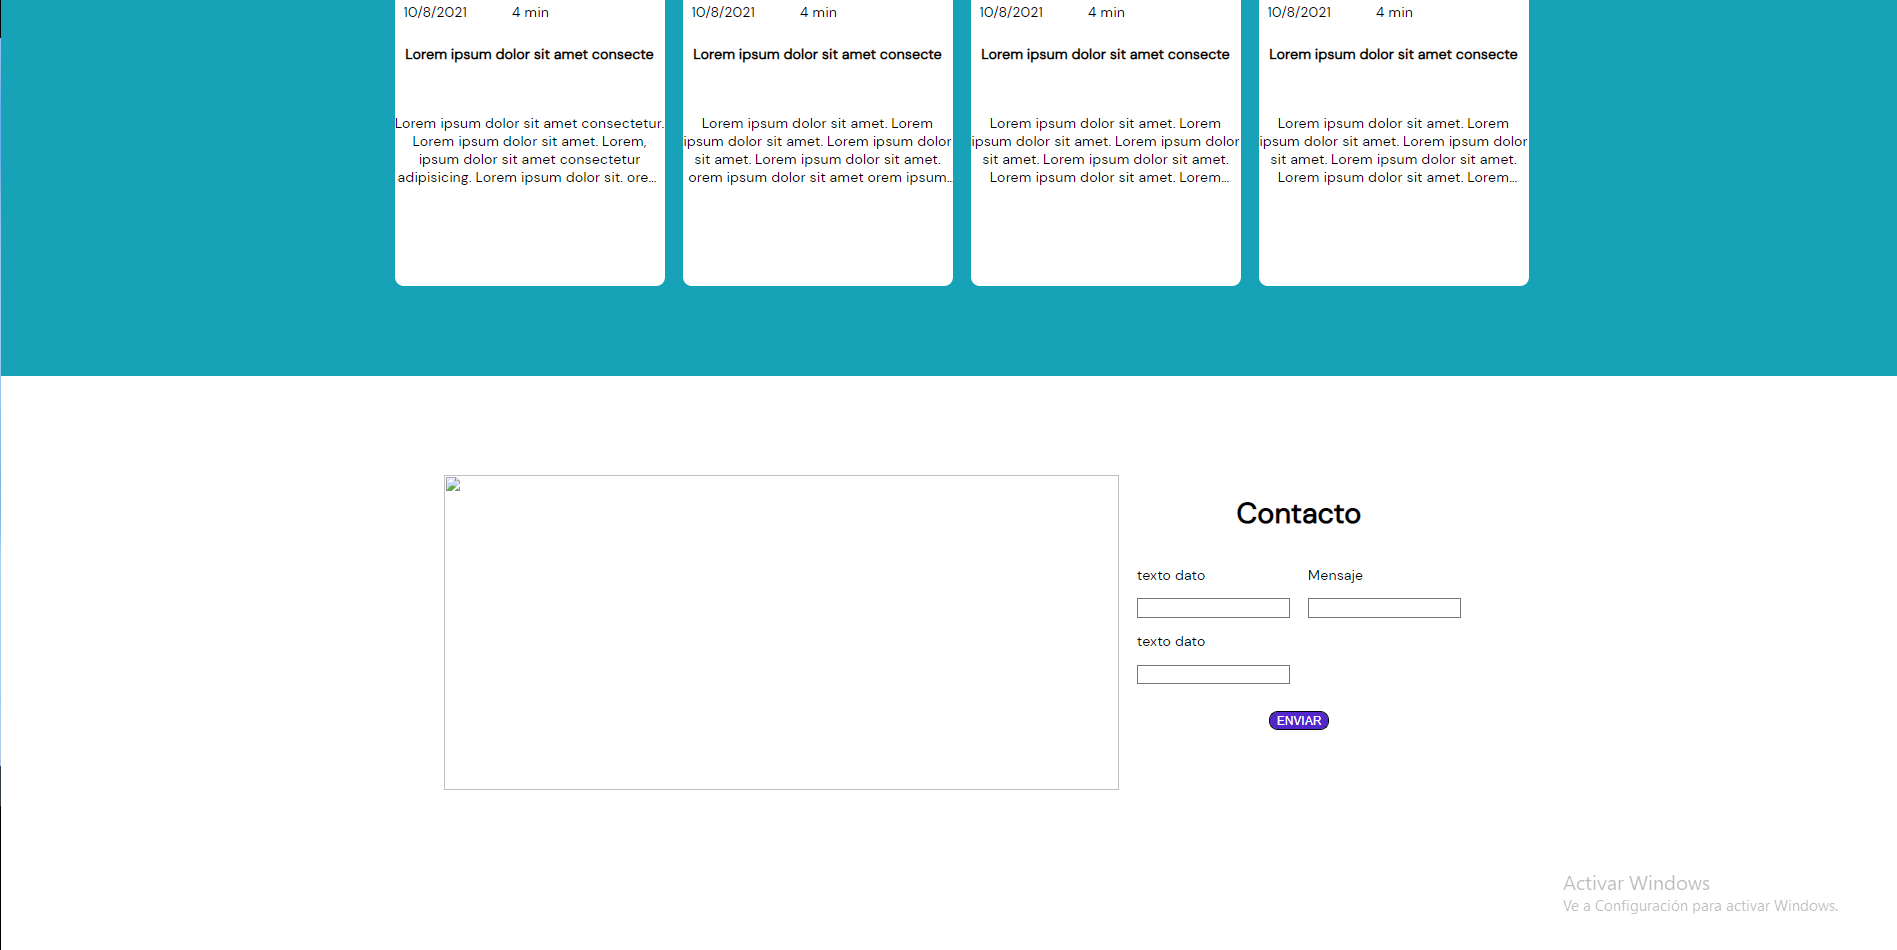 10/8/2021 4 min
Lorem ipsum dolor sit amet consecte
Lorem ipsum dolor sit amet consectetur.
Lorem ipsum dolor sit amet. Lorem,
ipsum dolor sit amet consectetur
adipisicing. Lorem ipsum dolor sit. ore...
10/8/2021 4 min
Lorem ipsum dolor sit amet consecte
Lorem ipsum dolor sit amet. Lorem
ipsum dolor sit amet. Lorem ipsum dolor
sit amet. Lorem ipsum dolor sit amet.
orem ipsum dolor sit amet orem ipsum...
10/8/2021 4 min
Lorem ipsum dolor sit amet consecte
Lorem ipsum dolor sit amet. Lorem
ipsum dolor sit amet. Lorem ipsum dolor
sit amet. Lorem ipsum dolor sit amet.
Lorem ipsum dolor sit amet. Lorem...
10/8/2021 4 min
Lorem ipsum dolor sit amet consecte
Lorem ipsum dolor sit amet. Lorem
ipsum dolor sit amet. Lorem ipsum dolor
sit amet. Lorem ipsum dolor sit amet.
Lorem ipsum dolor sit amet. Lorem...
Contacto
texto dato
Mensaje
texto dato
ENVIAR
Activar Windows
Ve a Configuración para activar Windows.